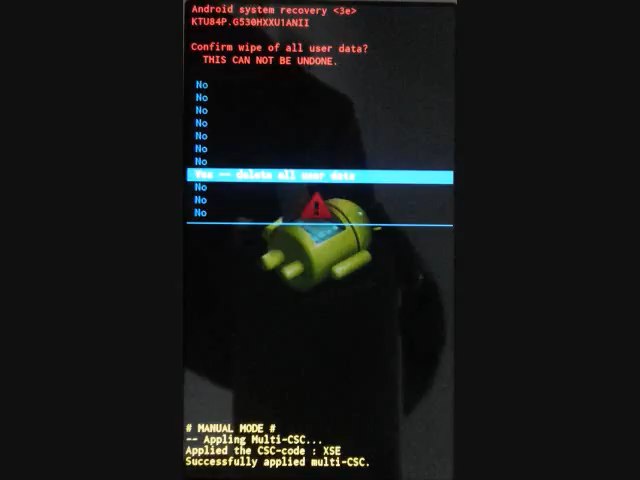 Android system recovery <3e>
KTU84P.G530HXXU1ANII
Confirm wipe of all user data?
THIS CAN NOT BE UNDONE.
No
No
No
No
No
No
No
Yes -- delete all user data
No
No
No
# MANUAL MODE #
-- Appling Multi-CSC...
Applied the CSC-code : XSE
Successfully applied multi-CSC.